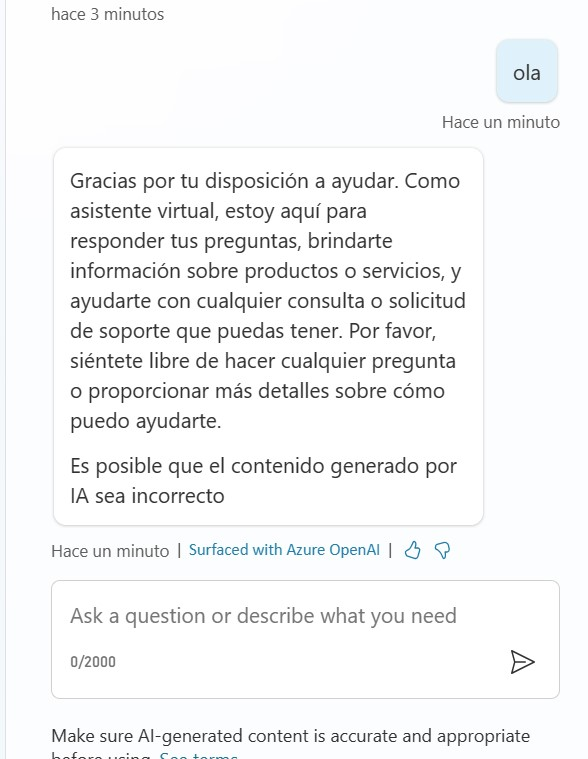 hace 3 minutos
ola
Hace un minuto
Gracias por tu disposición a ayudar. Como
asistente virtual, estoy aquí para
responder tus preguntas, brindarte
información sobre productos o servicios, y
ayudarte con cualquier consulta o solicitud
de soporte que puedas tener. Por favor,
siéntete libre de hacer cualquier pregunta
o proporcionar más detalles sobre cómo
puedo ayudarte.
Es posible que el contenido generado por
IA sea incorrecto
Hace un minuto | Surfaced with Azure OpenAI |
Ask a question or describe what you need
0/2000
Make sure AI-generated content is accurate and appropriate
before using. See terms